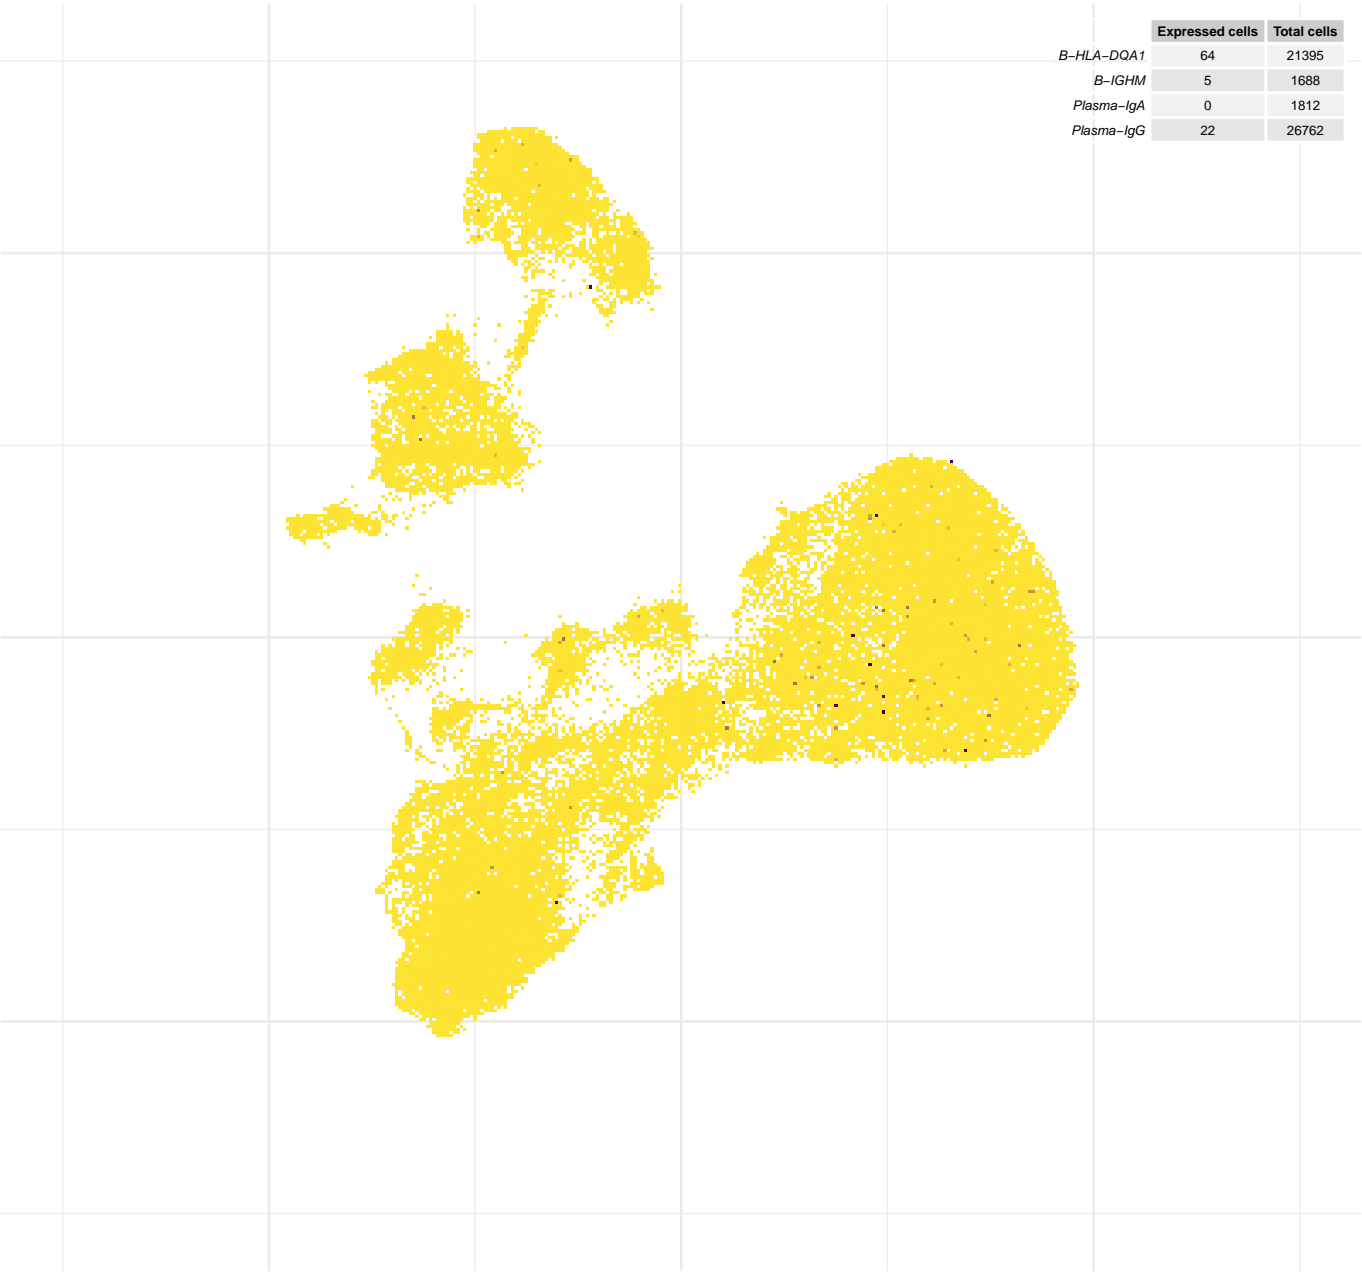 Expressed cells Total cells
B−HLA−DQA1 64 21395
B−IGHM 5 1688
Plasma−IgA 0 1812
Plasma−IgG 22 26762